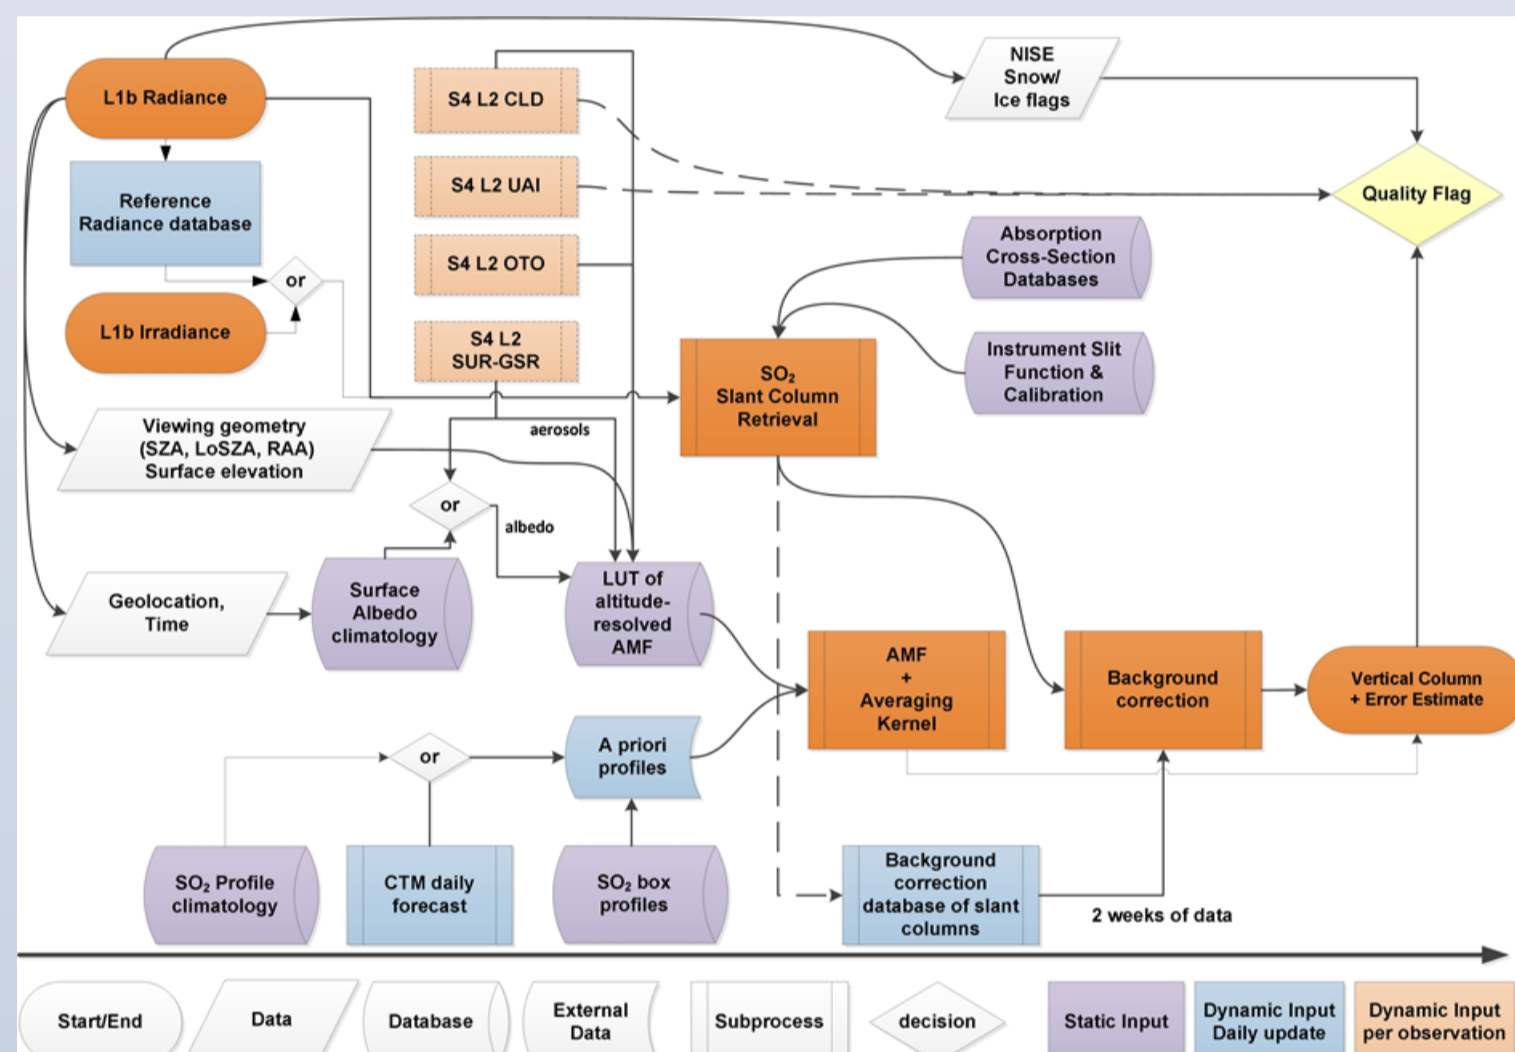 L1b Radiance
S4 L2 CLD
NISE
Snow/
Ice flags
Reference
Radiance database
S4 L2 UAI
Quality Flag
S4 L2 OTO
Absorption
Cross-Section
Databases
or
L1b Irradiance
S4 L2
SUR-GSR
SO₂
Slant Column
Retrieval
Instrument Slit
Function &
Calibration
Viewing geometry
(SZA, LoSZA, RAA)
Surface elevation
aerosols
or
albedo
Geolocation,
Time
Surface
Albedo
climatology
LUT of
altitude-
resolved
AMF
AMF
+
Averaging
Kernel
Background
correction
Vertical Column
+ Error Estimate
or
A priori
profiles
SO₂ Profile
climatology
CTM daily
forecast
SO₂ box
profiles
Background
correction
database of slant
columns
2 weeks of data
Start/End
Data
Database
External
Data
Subprocess
decision
Static Input
Dynamic Input
Daily update
Dynamic Input
per observation